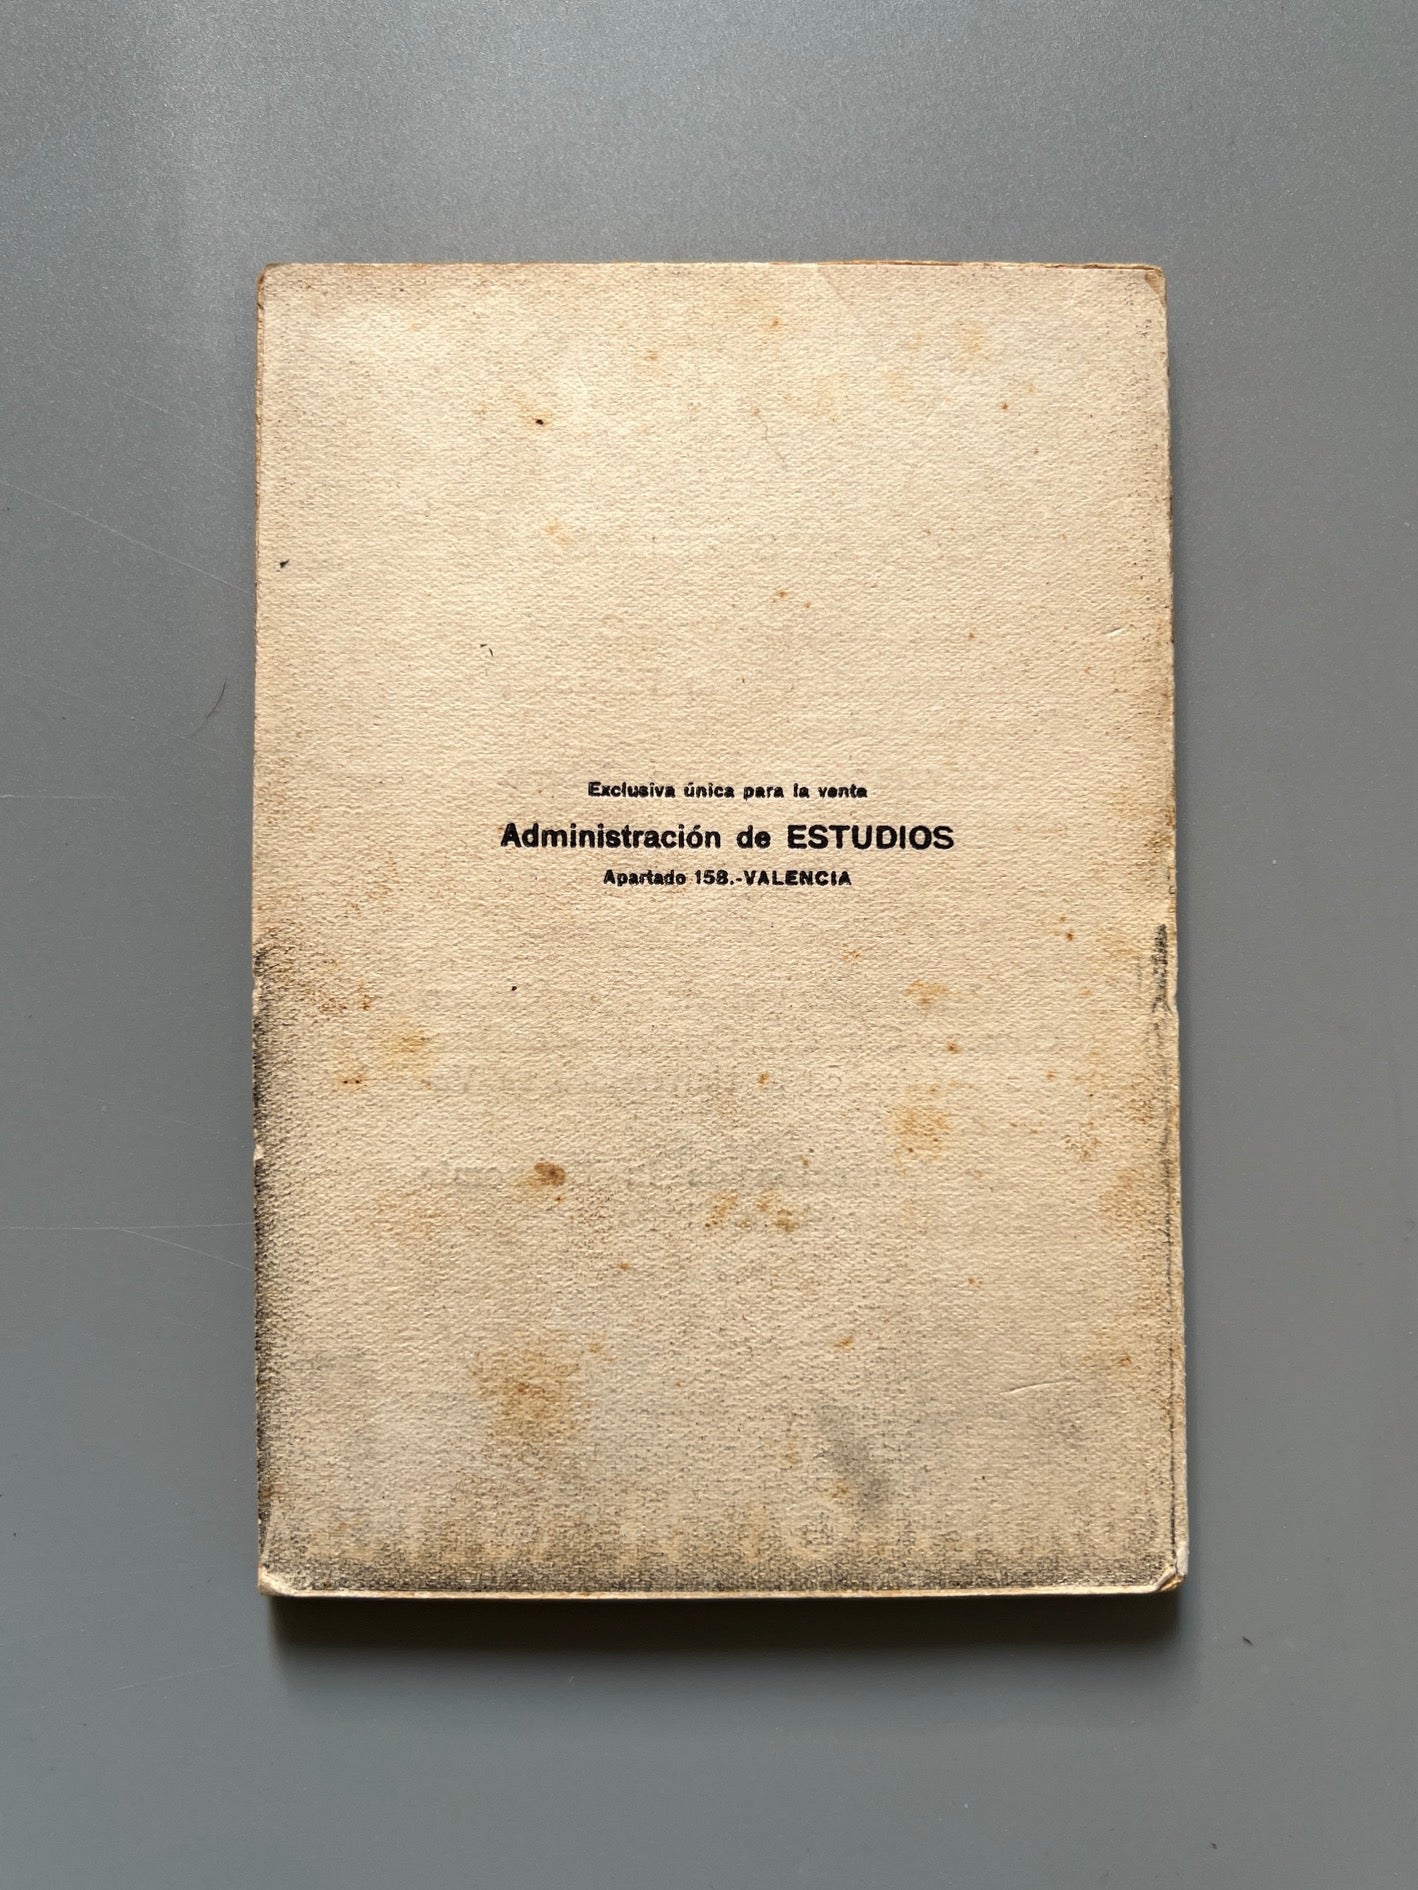 Exclusiva única para la venta
Administración de ESTUDIOS
Apartado 158.-VALENCIA